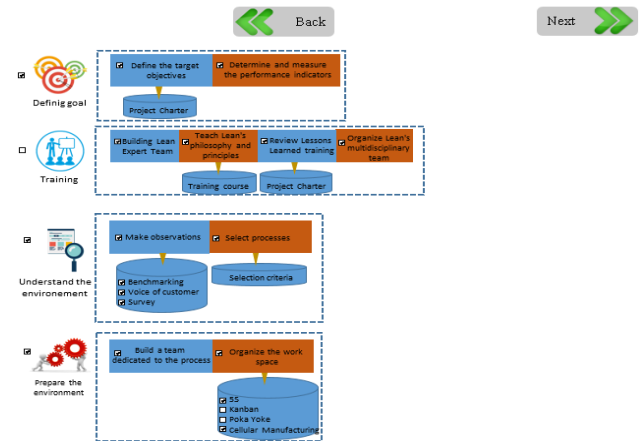 Back
Next
Definig goal
Define the target
objectives
Determine and measure
the performance indicators
Project Charter
Training
Building Lean
Expert Team
Teach Lean's
philosophy and
principles
Review Lessons
Learned training
Organize Lean's
multidisciplinary
team
Training course
Project Charter
Understand the
environement
Make observations
Select processes
Benchmarking
Voice of customer
Survey
Selection criteria
Prepare the
environment
Build a team
dedicated to the process
Organize the work
space
5S
Kanban
Poka Yoke
Cellular Manufacturing